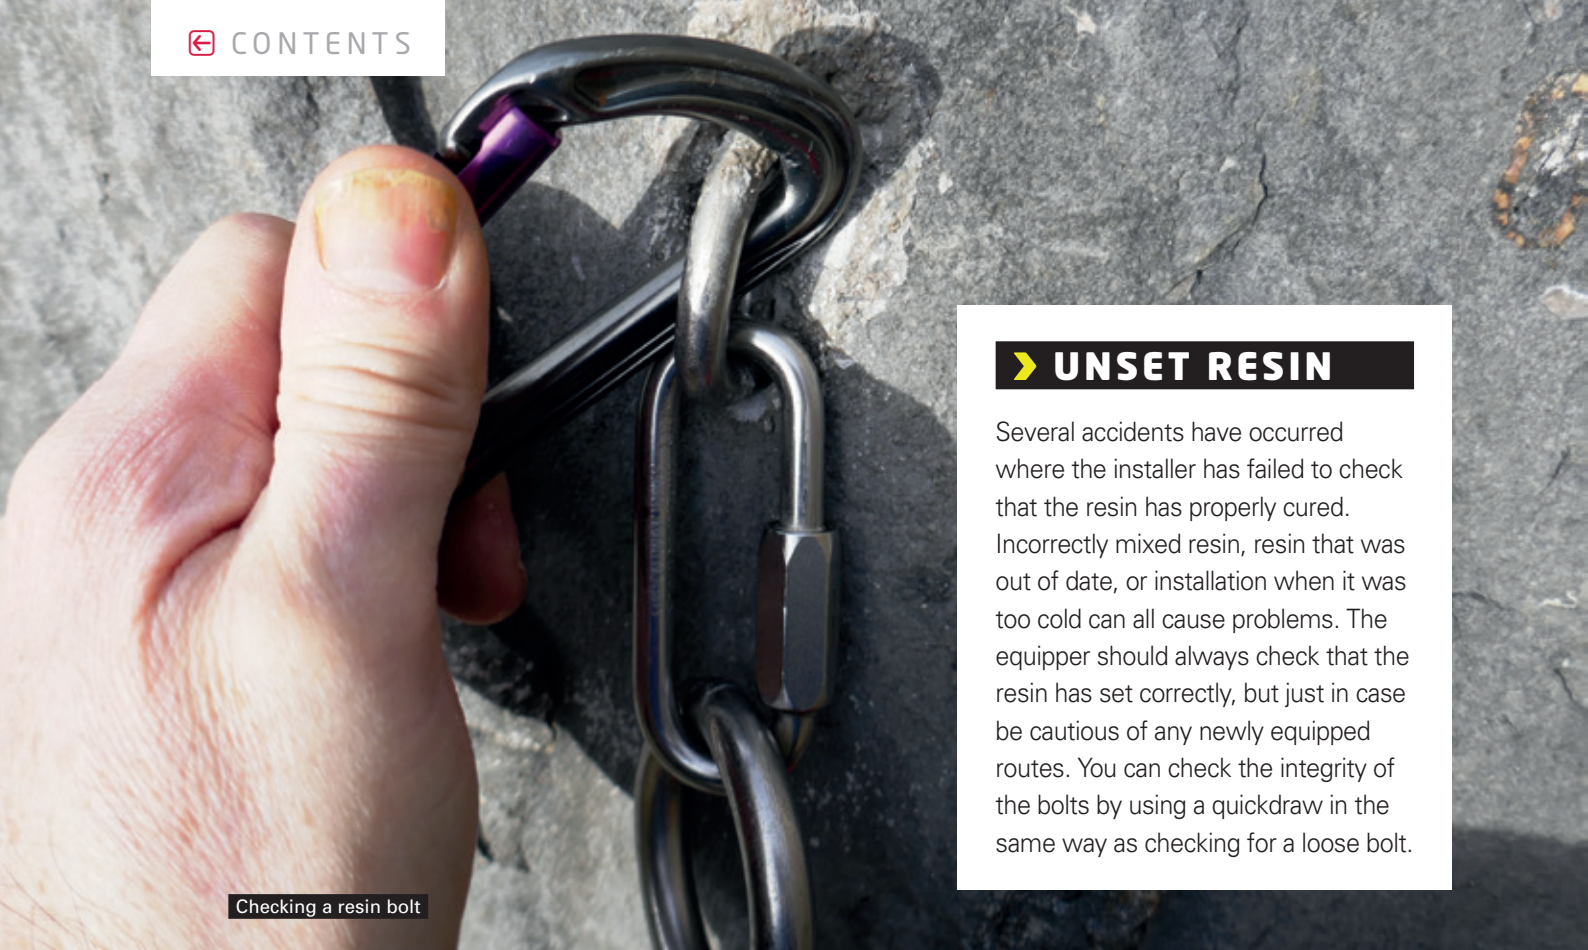 CONTENTS
UNSET RESIN
Several accidents have occurred
where the installer has failed to check
that the resin has properly cured.
Incorrectly mixed resin, resin that was
out of date, or installation when it was
too cold can all cause problems. The
equipper should always check that the
resin has set correctly, but just in case
be cautious of any newly equipped
routes. You can check the integrity of
the bolts by using a quickdraw in the
same way as checking for a loose bolt.
Checking a resin bolt